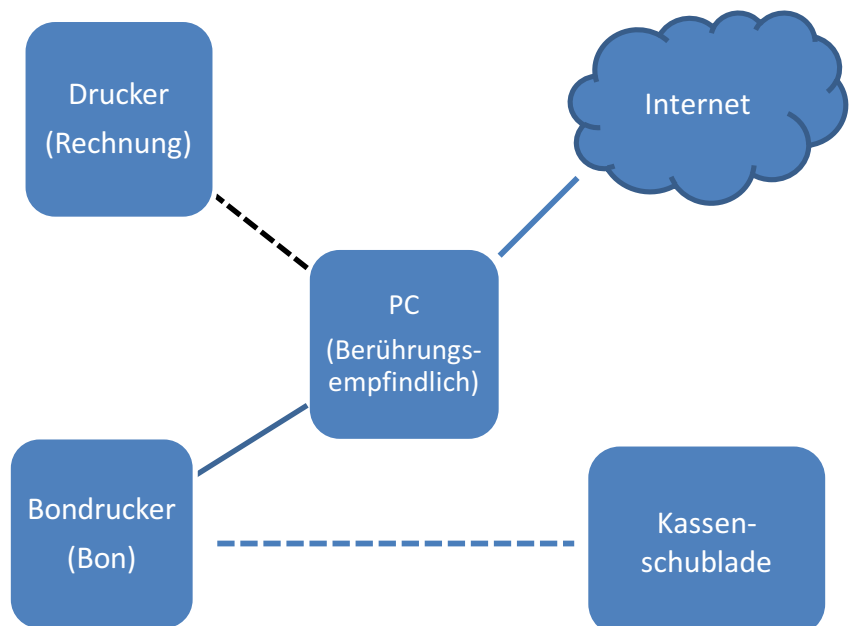 Drucker
(Rechnung)
Internet
PC
(Berührungs-
empfindlich)
Bondrucker
(Bon)
Kassen-
schublade